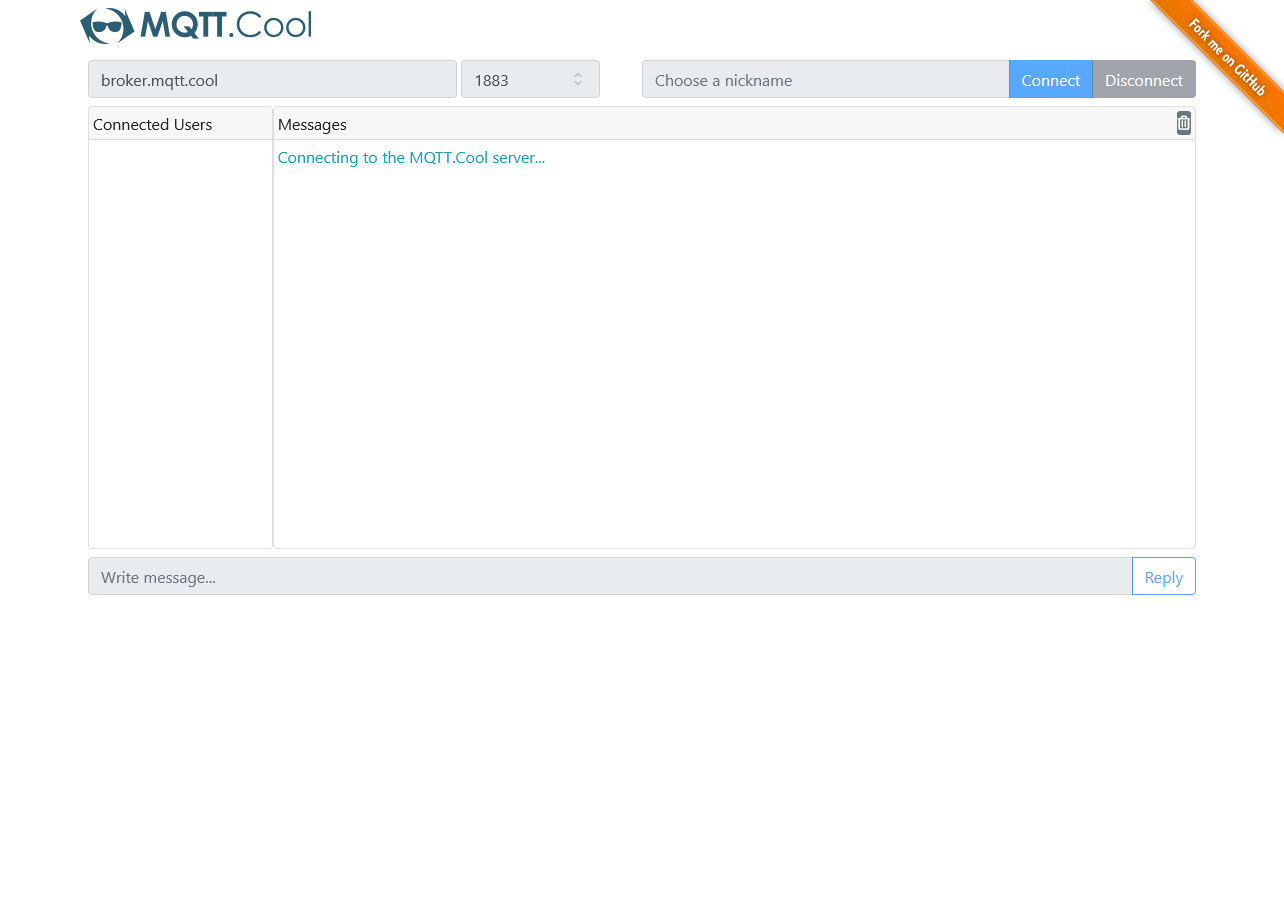 MQTT.Cool
Fork me on GitHub
broker.mqtt.cool 1883 Choose a nickname Connect Disconnect
Connected Users Messages
Connecting to the MQTT.Cool server...
Write message... Reply